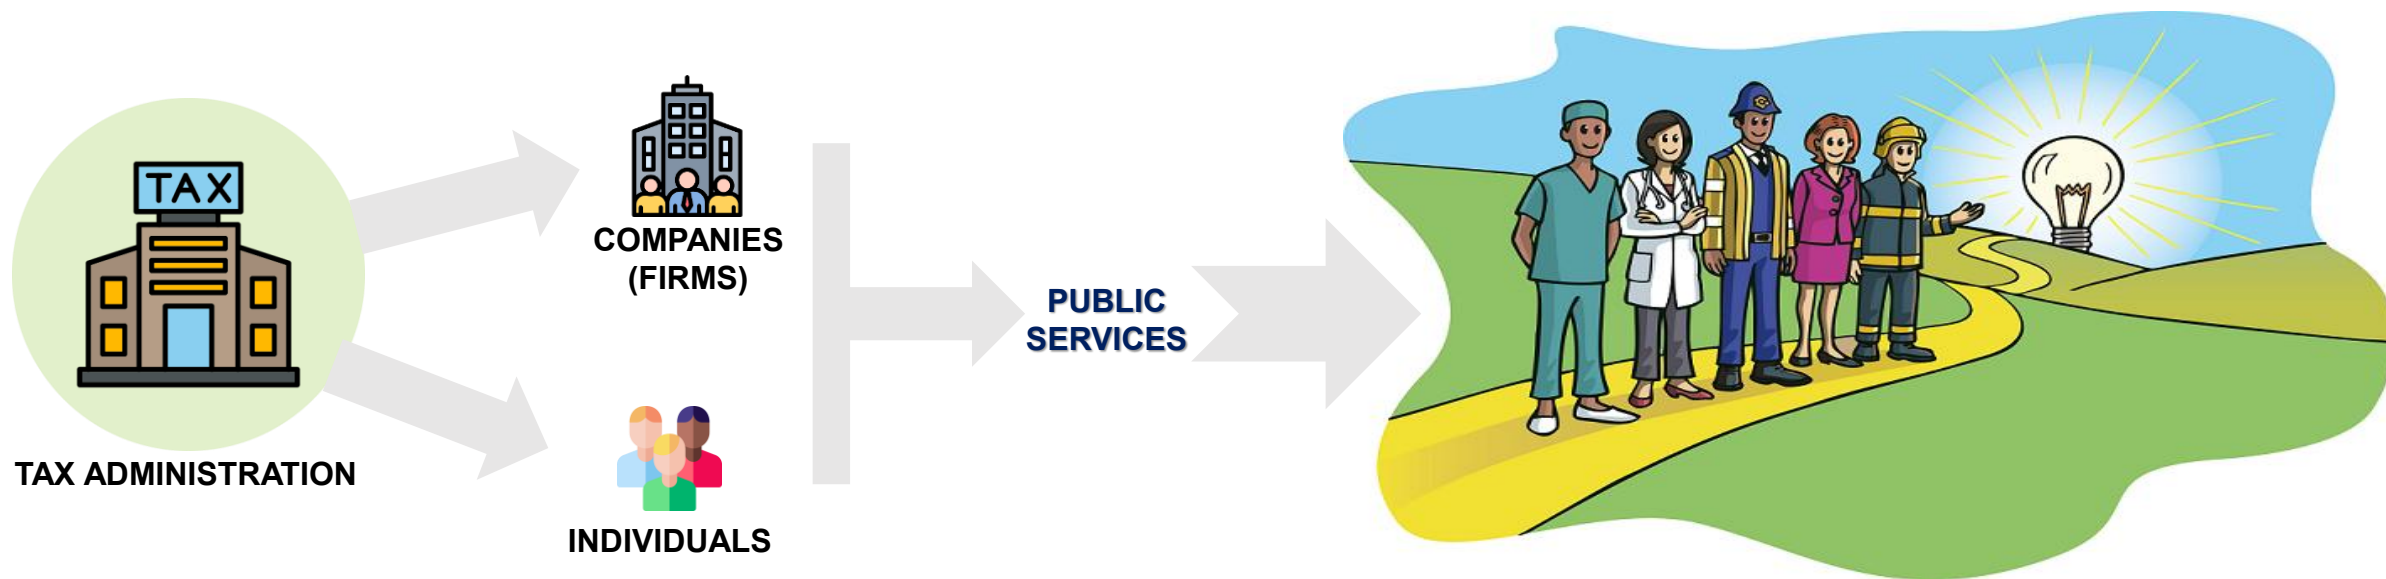 TAX
TAX ADMINISTRATION
COMPANIES
(FIRMS)
INDIVIDUALS
PUBLIC
SERVICES